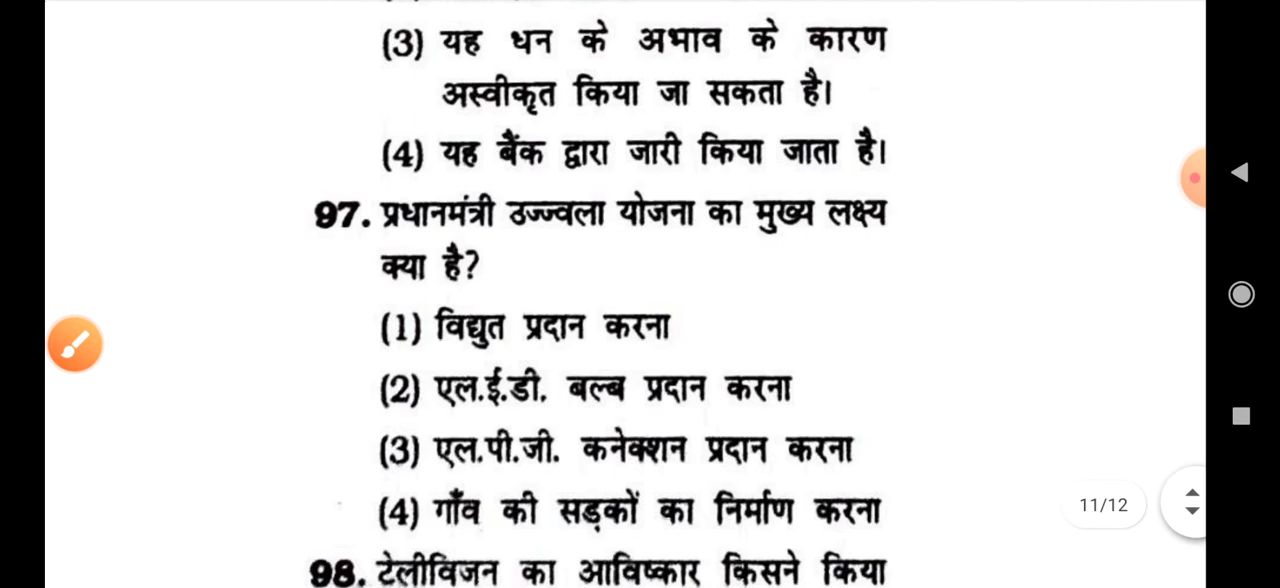 (3) यह धन के अभाव के कारण
अस्वीकृत किया जा सकता है।
(4) यह बैंक द्वारा जारी किया जाता है।
97. प्रधानमंत्री उज्ज्वला योजना का मुख्य लक्ष्य
क्या है?
(1) विद्युत प्रदान करना
(2) एल.ई.डी. बल्ब प्रदान करना
(3) एल.पी.जी. कनेक्शन प्रदान करना
(4) गाँव की सड़कों का निर्माण करना
11/12
98. टेलीविजन का आविष्कार किसने किया